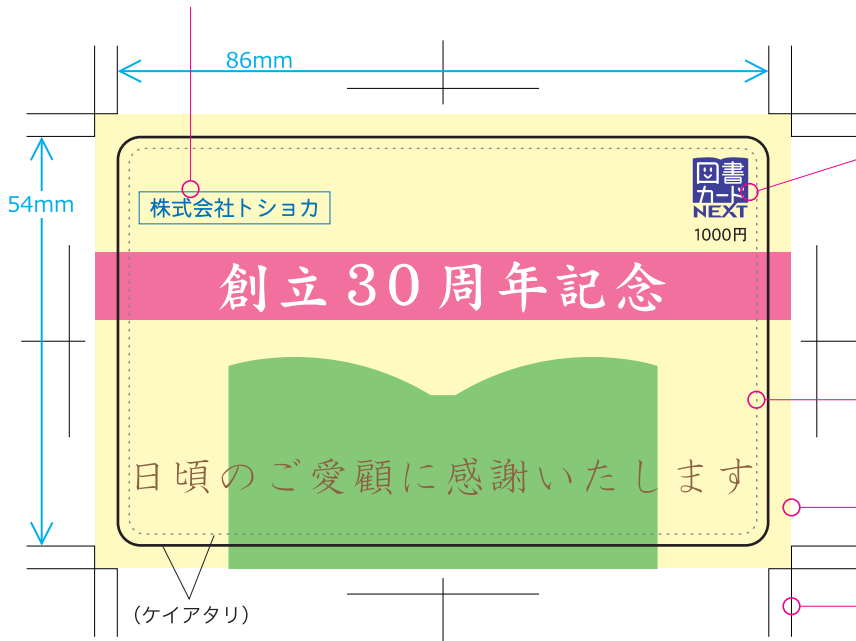 86mm
54mm
図書
カード
NEXT
株式会社トショカ
1000円
創立30周年記念
日頃のご愛顧に感謝いたします
（ケイアタリ）